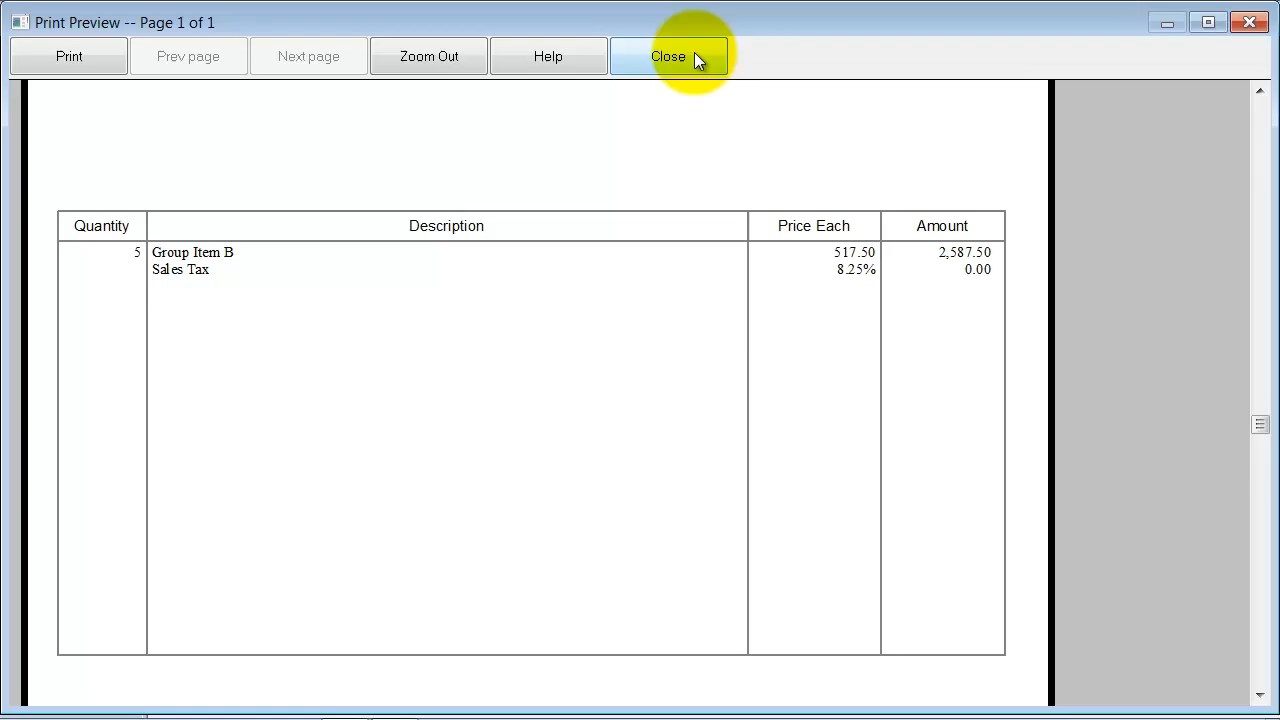 Print Preview -- Page 1 of 1
Print Prev page Next page Zoom Out Help Close
Quantity Description Price Each Amount
5 Group Item B 517.50 2,587.50
Sales Tax 8.25% 0.00